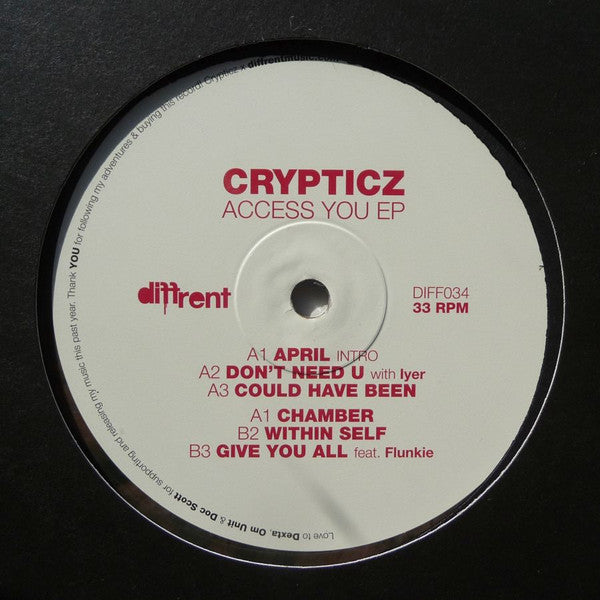 CRYPTICZ
ACCESS YOU EP
diffrent
DIFF034
33 RPM
A1 APRIL INTRO
A2 DON'T NEED U with Iyer
A3 COULD HAVE BEEN
A1 CHAMBER
B2 WITHIN SELF
B3 GIVE YOU ALL feat. Flunkie
Love to Dexta, Om Unit & Doc Scott for supporting and releasing my music this past year. Thank YOU for following my adventures & buying this record! Crypticz x diffrentmusic